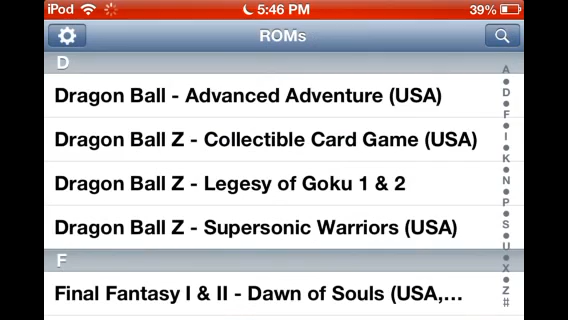 iPod 5:46 PM 39%
ROMs
D
Dragon Ball - Advanced Adventure (USA)
Dragon Ball Z - Collectible Card Game (USA)
Dragon Ball Z - Legesy of Goku 1 & 2
Dragon Ball Z - Supersonic Warriors (USA)
F
Final Fantasy I & II - Dawn of Souls (USA,...
A
D
F
I
K
N
P
S
U
X
Z
#